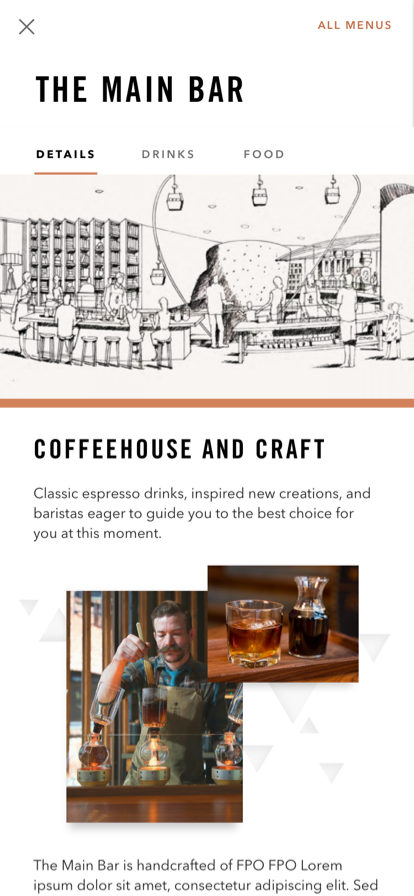 ALL MENUS
THE MAIN BAR
DETAILS DRINKS FOOD
COFFEEHOUSE AND CRAFT
Classic espresso drinks, inspired new creations, and
baristas eager to guide you to the best choice for
you at this moment.
The Main Bar is handcrafted of FPO FPO Lorem
ipsum dolor sit amet, consectetur adipiscing elit. Sed